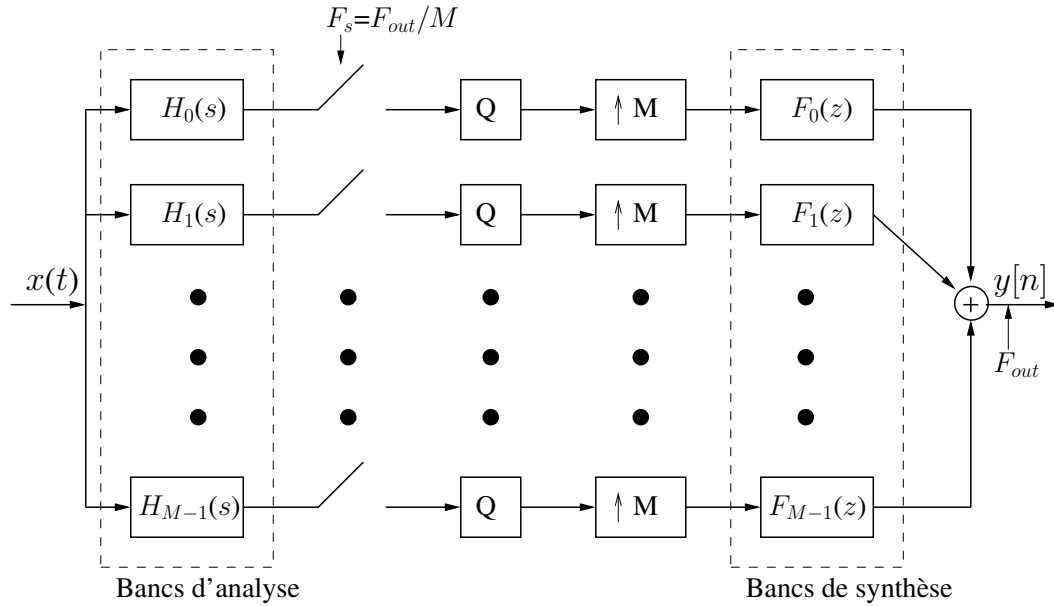 F_s=F_out/M
H_0(s) Q ↑ M F_0(z)
H_1(s) Q ↑ M F_1(z)
x(t) + y[n]
F_out
H_{M−1}(s) Q ↑ M F_{M−1}(z)
Bancs d'analyse Bancs de synthèse